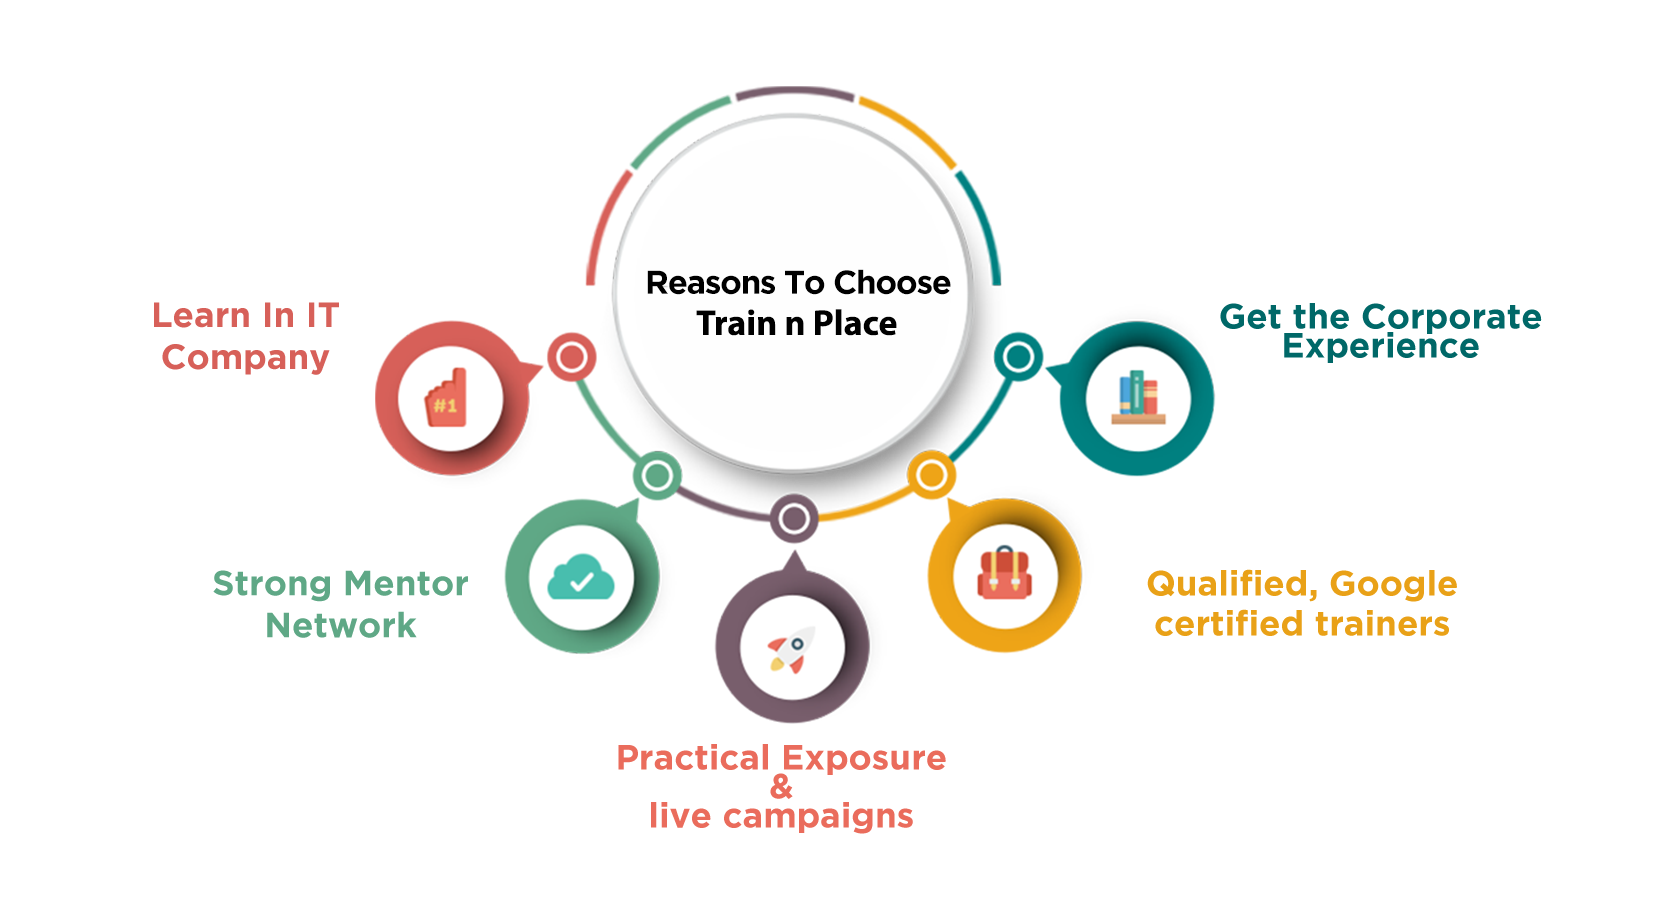 Reasons To Choose
Train n Place
Learn In IT
Company
#1
Get the Corporate
Experience
Strong Mentor
Network
Qualified, Google
certified trainers
Practical Exposure
&
live campaigns